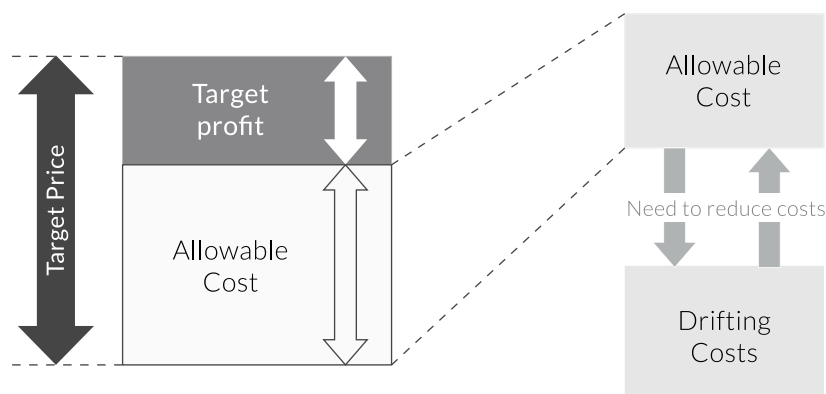 Target Price
Target
profit
Allowable
Cost
Allowable
Cost
Need to reduce costs
Drifting
Costs